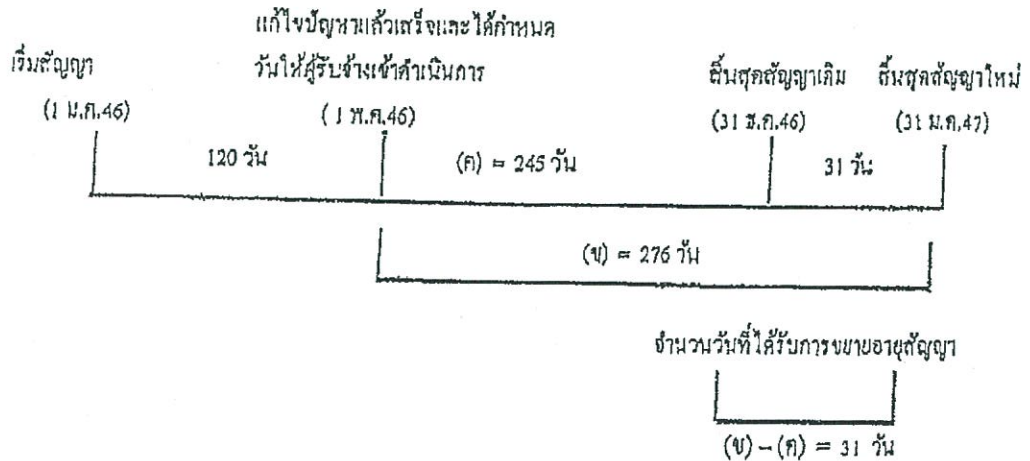 แก้ไขปัญหาแล้วเสร็จและได้กำหนด
เริ่มสัญญา วันให้ผู้รับจ้างเข้าดำเนินการ สิ้นสุดสัญญาเดิม สิ้นสุดสัญญาใหม่
(1 ม.ค.46) (1 พ.ค.46) (31 ธ.ค.46) (31 ม.ค.47)
120 วัน (ค) = 245 วัน 31 วัน
(ข) = 276 วัน
จำนวนวันที่ได้รับการขยายอายุสัญญา
(ข) – (ค) = 31 วัน